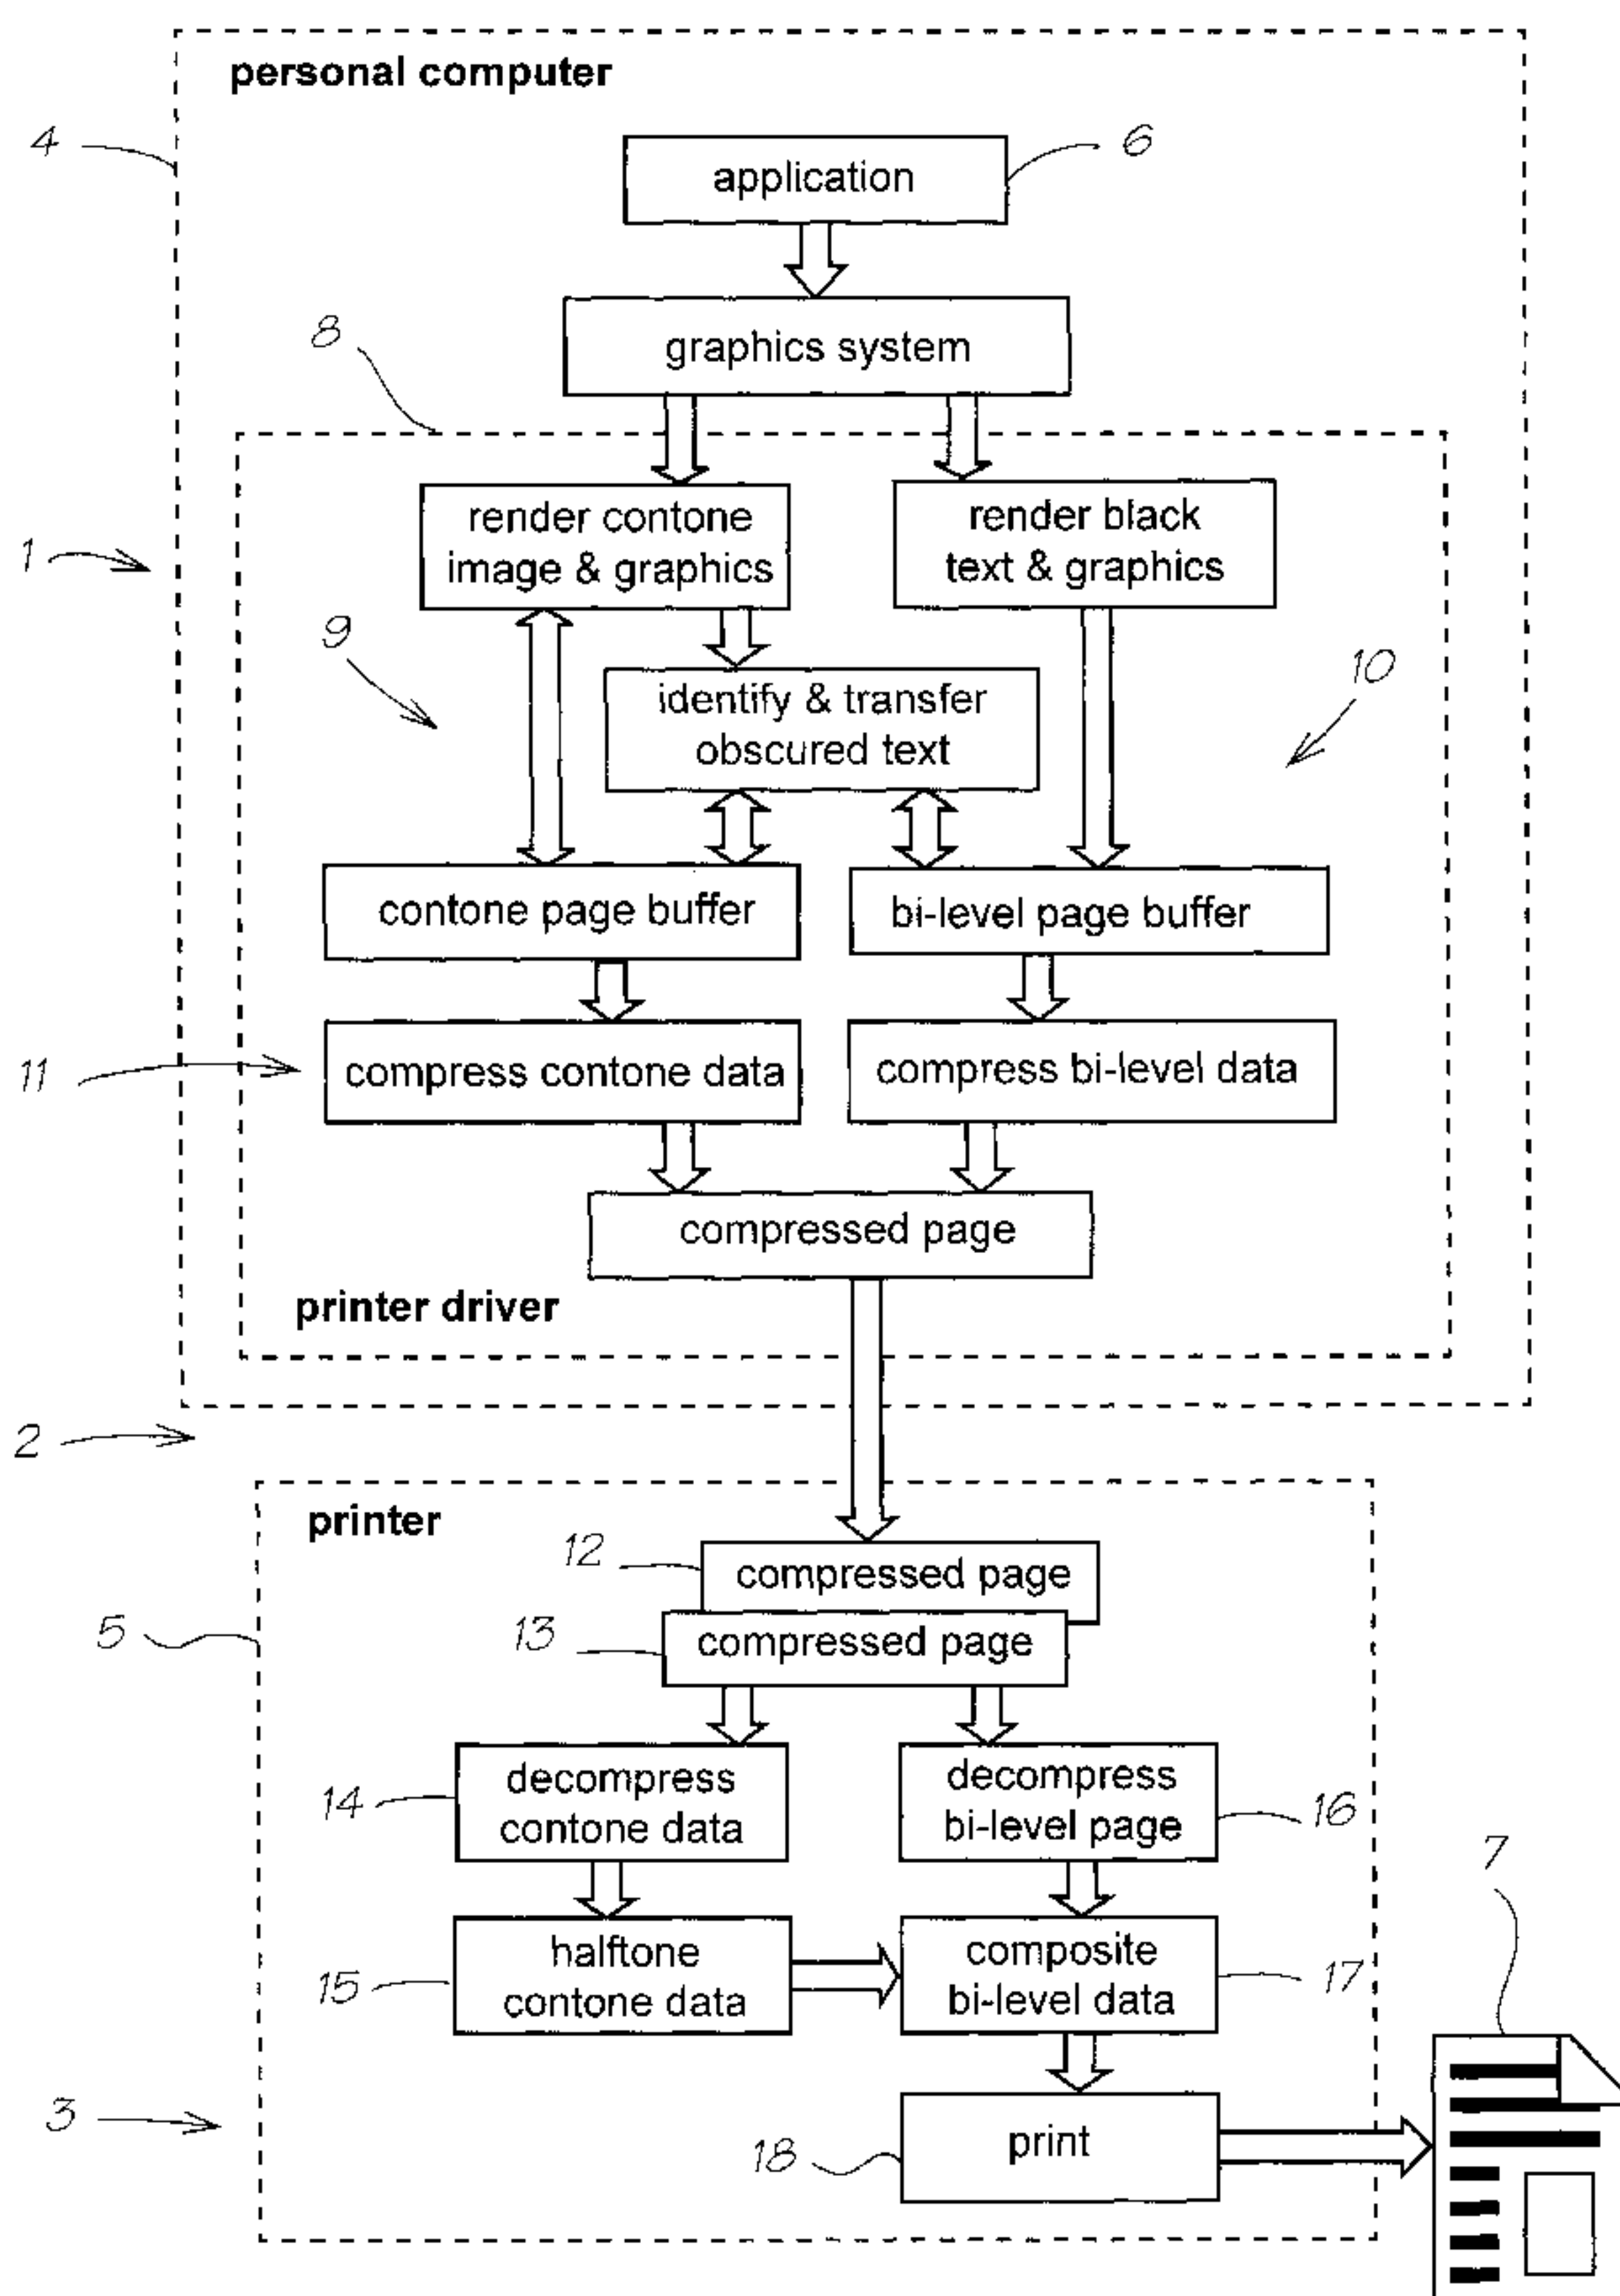 personal computer
4
6
application
8
graphics system
1
render contone
image & graphics
render black
text & graphics
9
10
identify & transfer
obscured text
contone page buffer
bi-level page buffer
11
compress contone data
compress bi-level data
compressed page
printer driver
2
printer
12
compressed page
5
13
compressed page
14
decompress
contone data
decompress
bi-level page
16
7
15
halftone
contone data
composite
bi-level data
17
3
18
print